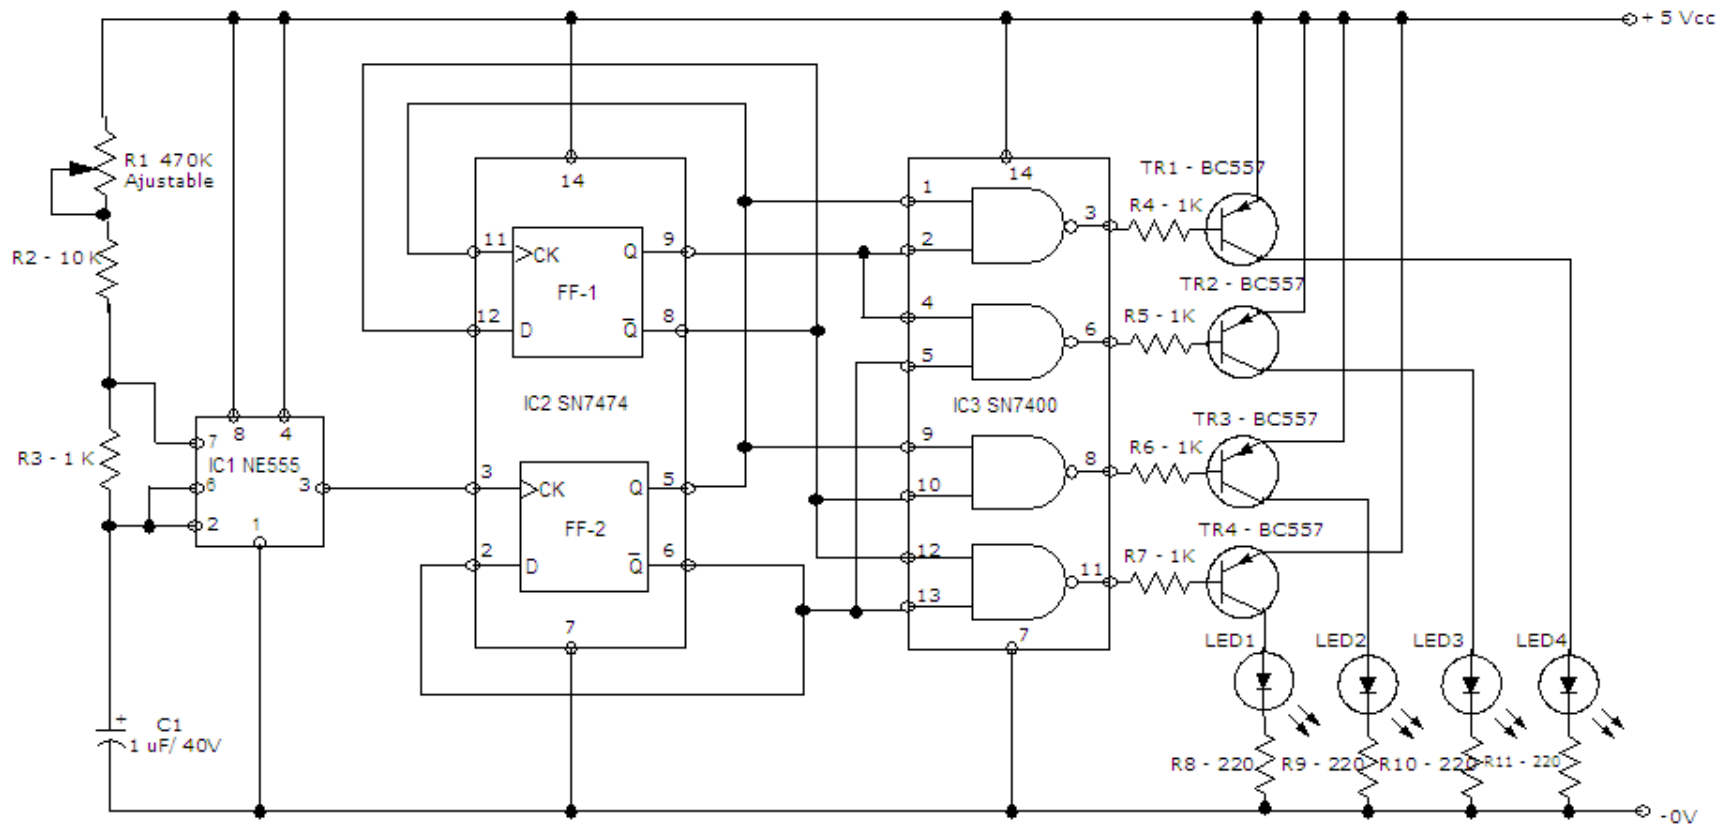 + 5 Vcc
R1 470K
Ajustable
R2 - 10 K
R3 - 1 K
C1
+
1 uF/ 40V
8
4
7
IC1 NE555
6
3
2
1
14
11
CK
Q
9
FF-1
12
D
Q
8
IC2 SN7474
3
CK
Q
5
FF-2
2
D
Q
6
7
14
1
2
3
4
5
6
IC3 SN7400
9
10
8
12
13
11
7
TR1 - BC557
R4 - 1K
TR2 - BC557
R5 - 1K
TR3 - BC557
R6 - 1K
TR4 - BC557
R7 - 1K
LED1
LED2
LED3
LED4
R8 - 220
R9 - 220
R10 - 220
R11 - 220
-0V